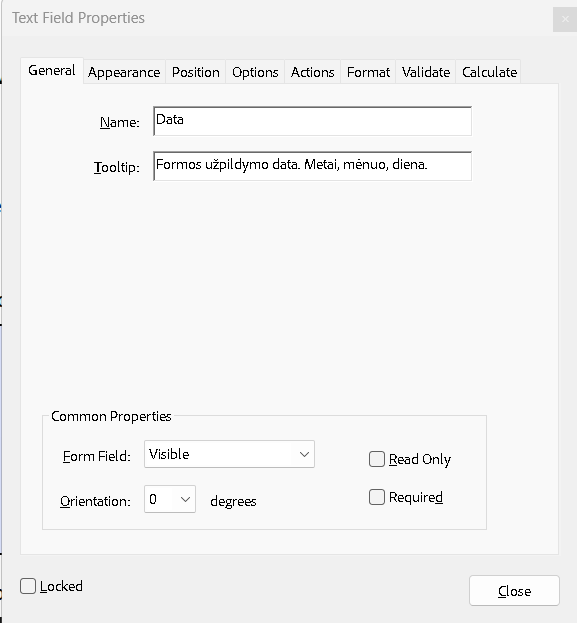 Text Field Properties
General Appearance Position Options Actions Format Validate Calculate
Name: Data
Tooltip: Formos užpildymo data. Metai, mėnuo, diena.
Common Properties
Form Field: Visible
Read Only
Orientation: 0 degrees
Required
Locked
Close